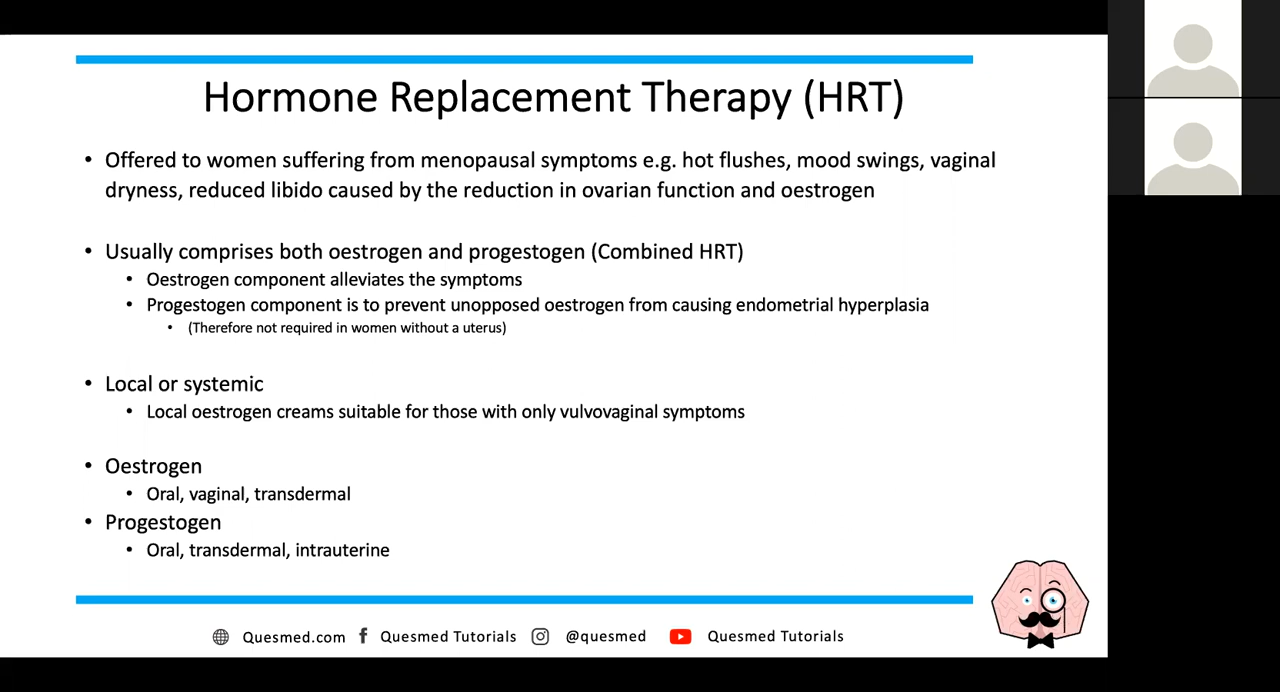 Hormone Replacement Therapy (HRT)
• Offered to women suffering from menopausal symptoms e.g. hot flushes, mood swings, vaginal
dryness, reduced libido caused by the reduction in ovarian function and oestrogen
• Usually comprises both oestrogen and progestogen (Combined HRT)
• Oestrogen component alleviates the symptoms
• Progestogen component is to prevent unopposed oestrogen from causing endometrial hyperplasia
• (Therefore not required in women without a uterus)
• Local or systemic
• Local oestrogen creams suitable for those with only vulvovaginal symptoms
• Oestrogen
• Oral, vaginal, transdermal
• Progestogen
• Oral, transdermal, intrauterine
Quesmed.com Quesmed Tutorials @quesmed Quesmed Tutorials